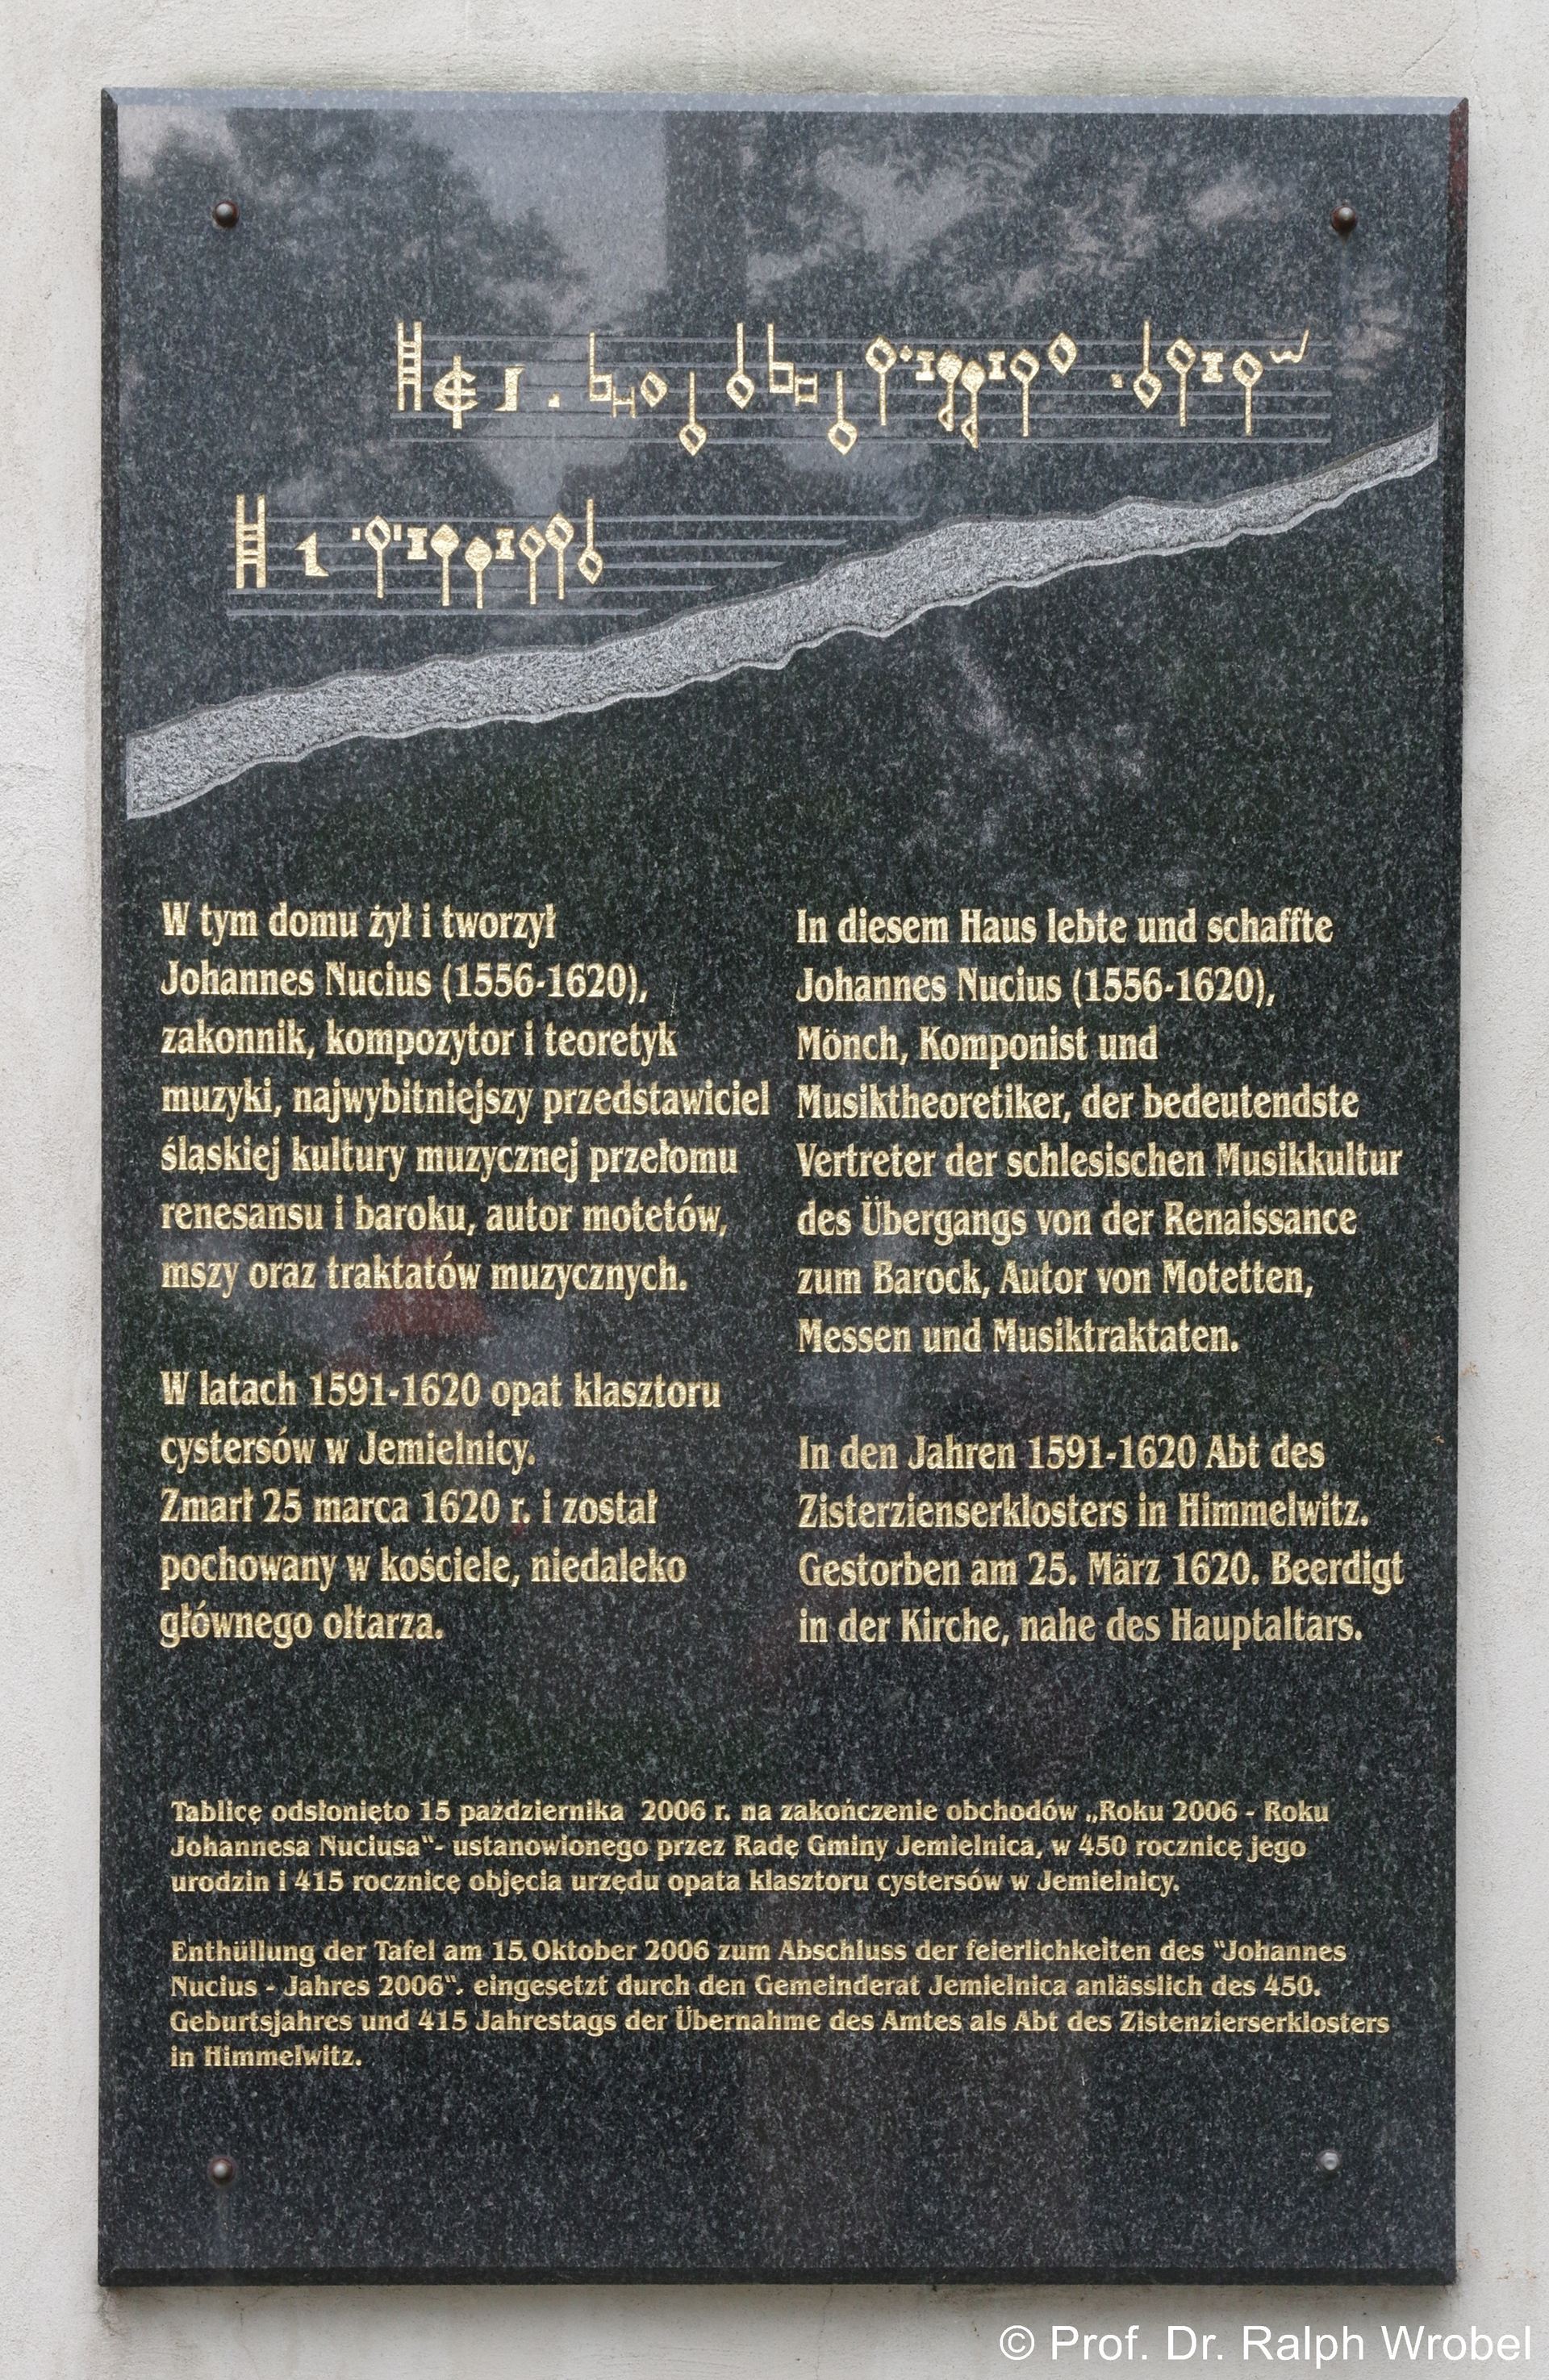 W tym domu żył i tworzył
Johannes Nucius (1556-1620),
zakonnik, kompozytor i teoretyk
muzyki, najwybitniejszy przedstawiciel
śląskiej kultury muzycznej przełomu
renesansu i baroku, autor motetów,
mszy oraz traktatów muzycznych.
W latach 1591-1620 opat klasztoru
cystersów w Jemielnicy.
Zmarł 25 marca 1620 r. i został
pochowany w kościele, niedaleko
głównego ołtarza.
In diesem Haus lebte und schaffte
Johannes Nucius (1556-1620),
Mönch, Komponist und
Musiktheoretiker, der bedeutendste
Vertreter der schlesischen Musikkultur
des Übergangs von der Renaissance
zum Barock, Autor von Motetten,
Messen und Musiktraktaten.
In den Jahren 1591-1620 Abt des
Zisterzienserklosters in Himmelwitz.
Gestorben am 25. März 1620. Beerdigt
in der Kirche, nahe des Hauptaltars.
Tablicę odsłonięto 15 października 2006 r. na zakończenie obchodów „Roku 2006 - Roku
Johannesa Nuciusa"- ustanowionego przez Radę Gminy Jemielnica, w 450 rocznicę jego
urodzin i 415 rocznicę objęcia urzędu opata klasztoru cystersów w Jemielnicy.
Enthüllung der Tafel am 15. Oktober 2006 zum Abschluss der feierlichkeiten des "Johannes
Nucius - Jahres 2006", eingesetzt durch den Gemeinderat Jemielnica anlässlich des 450.
Geburtsjahres und 415 Jahrestags der Übernahme des Amtes als Abt des Zistenzierserklosters
in Himmelwitz.
© Prof. Dr. Ralph Wrobel